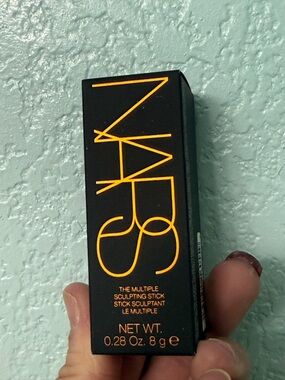 NARS
THE MULTIPLE
SCULPTING STICK
STICK SCULPTANT
LE MULTIPLE
NET WT.
0.28 Oz. 8 g ℮